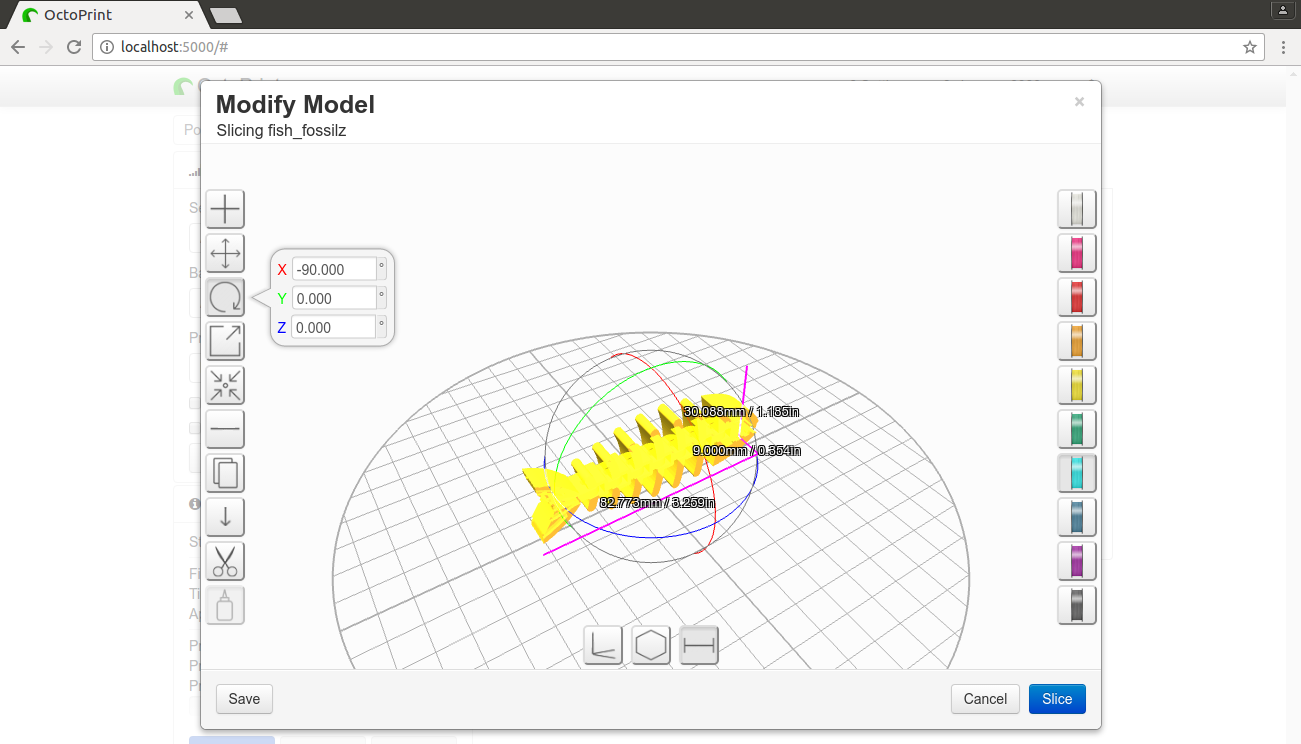 OctoPrint
localhost:5000/#
Modify Model
Slicing fish_fossilz
X -90.000 °
Y 0.000 °
Z 0.000 °
30.088mm / 1.185in
9.000mm / 0.354in
82.773mm / 3.259in
Save
Cancel
Slice